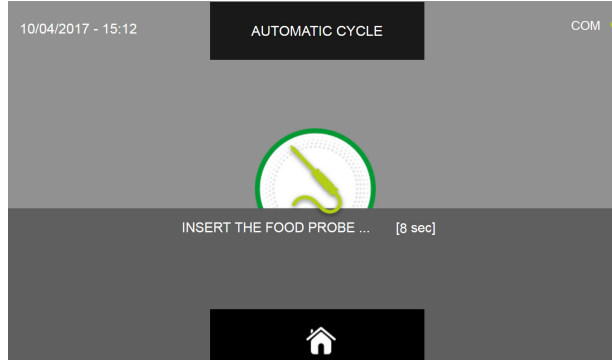 10/04/2017 - 15:12
AUTOMATIC CYCLE
COM
INSERT THE FOOD PROBE ... [8 sec]